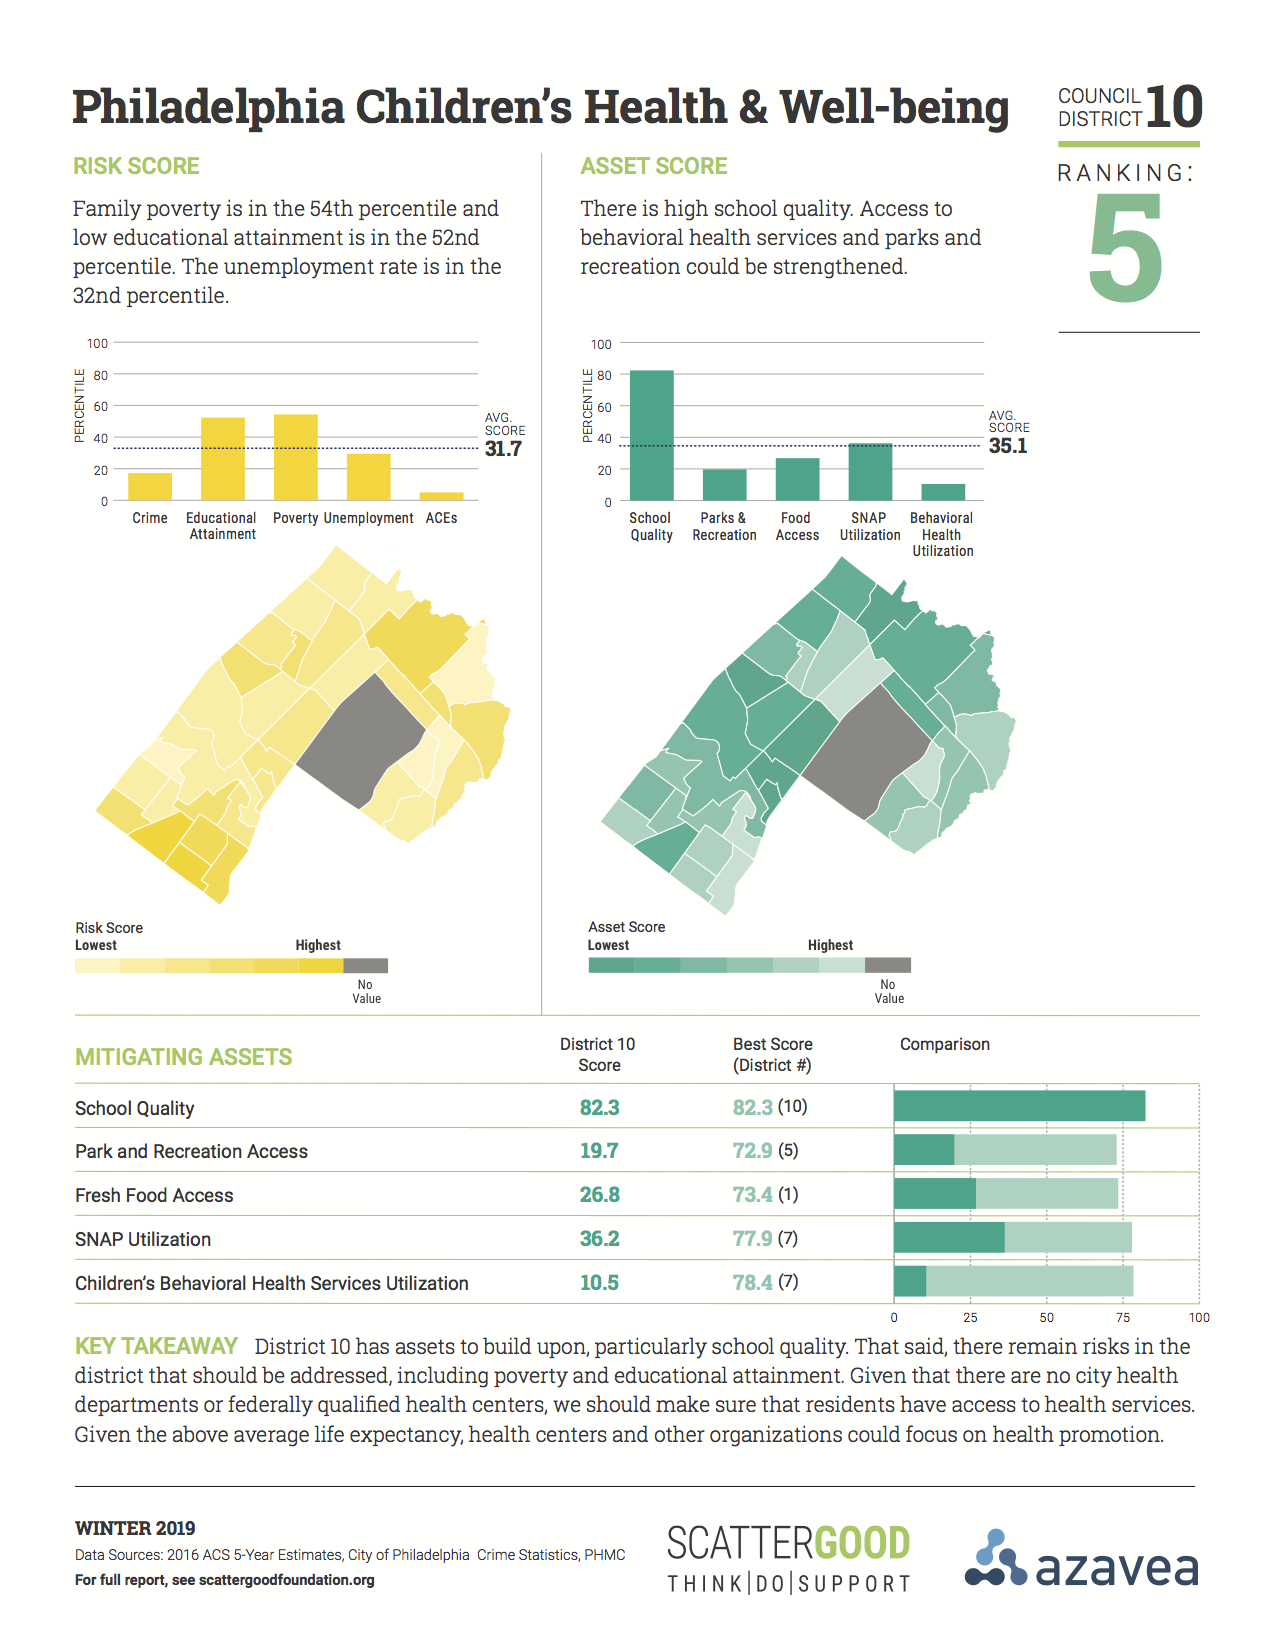 Philadelphia Children's Health & Well-being
COUNCIL
DISTRICT 10
RANKING:
5
RISK SCORE
Family poverty is in the 54th percentile and
low educational attainment is in the 52nd
percentile. The unemployment rate is in the
32nd percentile.
100
80
60
40
20
0
PERCENTILE
AVG.
SCORE
31.7
Crime
Educational
Attainment
Poverty
Unemployment
ACEs
Risk Score
Lowest
Highest
No
Value
ASSET SCORE
There is high school quality. Access to
behavioral health services and parks and
recreation could be strengthened.
100
80
60
40
20
0
PERCENTILE
AVG.
SCORE
35.1
School
Quality
Parks &
Recreation
Food
Access
SNAP
Utilization
Behavioral
Health
Utilization
Asset Score
Lowest
Highest
No
Value
MITIGATING ASSETS
District 10
Score
Best Score
(District #)
Comparison
School Quality 82.3 82.3 (10)
Park and Recreation Access 19.7 72.9 (5)
Fresh Food Access 26.8 73.4 (1)
SNAP Utilization 36.2 77.9 (7)
Children's Behavioral Health Services Utilization 10.5 78.4 (7)
0 25 50 75 100
KEY TAKEAWAY District 10 has assets to build upon, particularly school quality. That said, there remain risks in the
district that should be addressed, including poverty and educational attainment. Given that there are no city health
departments or federally qualified health centers, we should make sure that residents have access to health services.
Given the above average life expectancy, health centers and other organizations could focus on health promotion.
WINTER 2019
Data Sources: 2016 ACS 5-Year Estimates, City of Philadelphia Crime Statistics, PHMC
For full report, see scattergoodfoundation.org
SCATTERGOOD
THINK|DO|SUPPORT
azavea